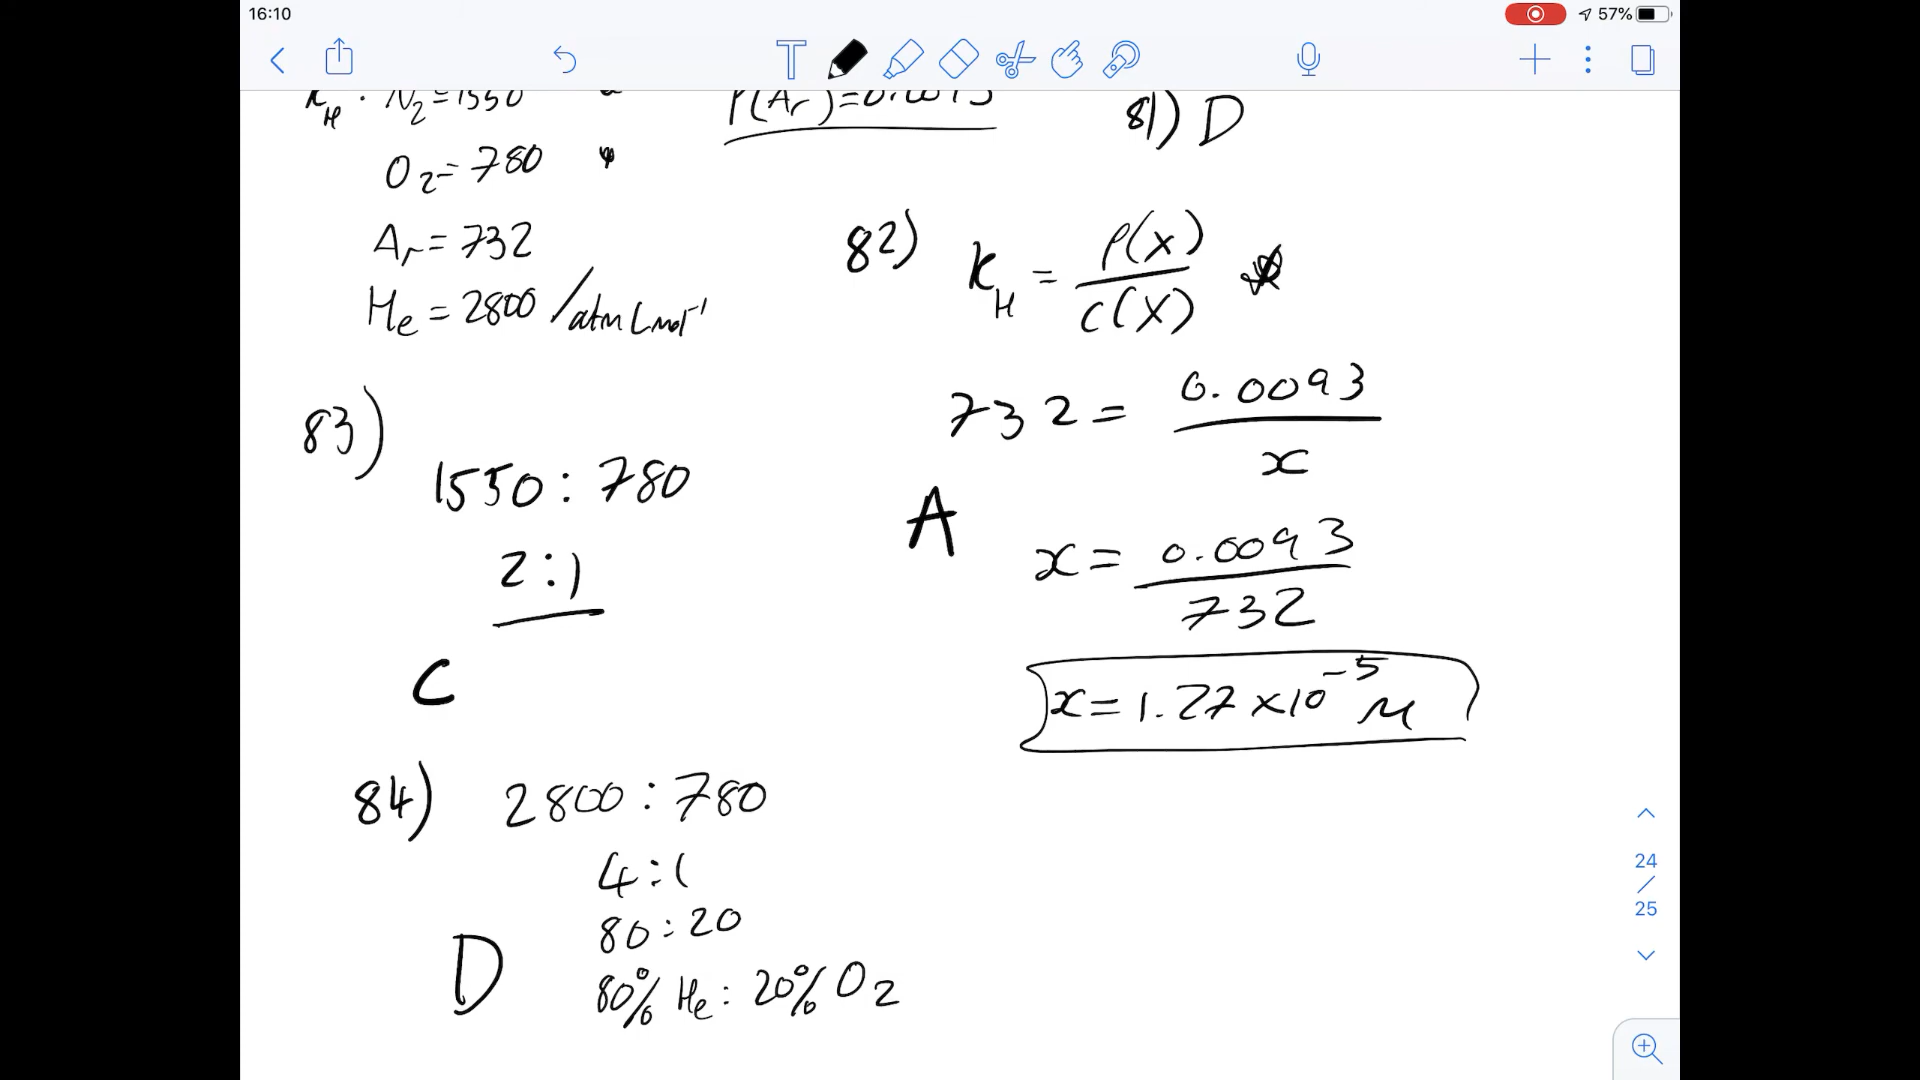 16:10
57%
T
k_H : N₂=1550
P(Ar)=0.
O₂=780
Ar=732
He=2800 /atm L mol⁻¹
81) D
82) k_H = P(X)/C(X)
732 = 0.0093/x
A
x = 0.0093/732
x=1.27×10⁻⁵ M
83)
1550:780
2:1
C
84) 2800:780
4:1
80:20
D
80% He: 20% O₂
24
/
25